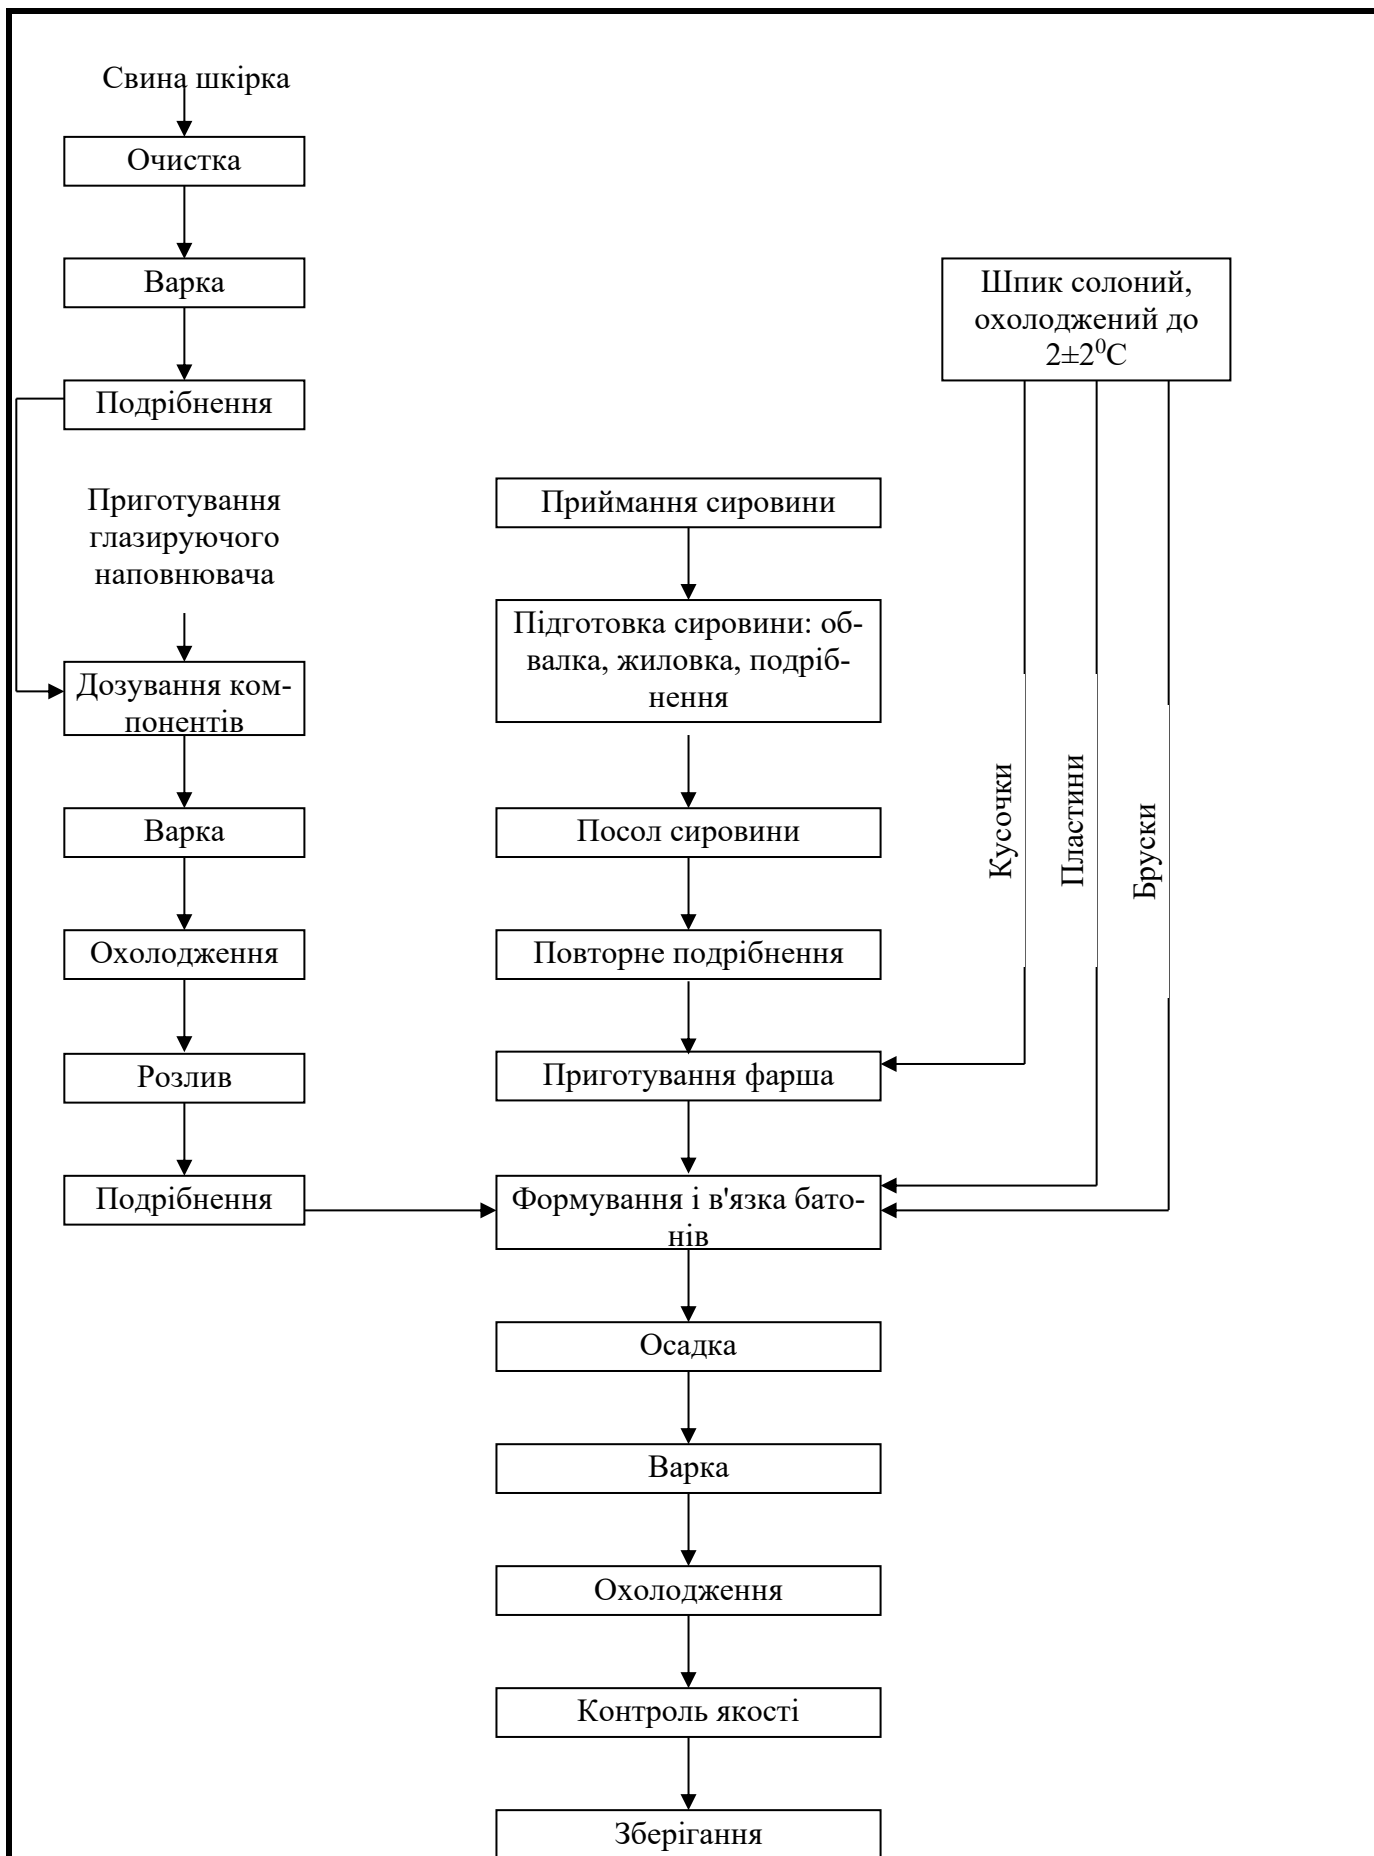 Свина шкірка
Очистка
Варка
Подрібнення
Приготування
глазируючого
наповнювача
Дозування ком-
понентів
Варка
Охолодження
Розлив
Подрібнення
Приймання сировини
Підготовка сировини: об-
валка, жиловка, подріб-
нення
Посол сировини
Повторне подрібнення
Приготування фарша
Формування і в'язка бато-
нів
Осадка
Варка
Охолодження
Контроль якості
Зберігання
Шпик солоний,
охолоджений до
2±2⁰С
Кусочки
Пластини
Бруски